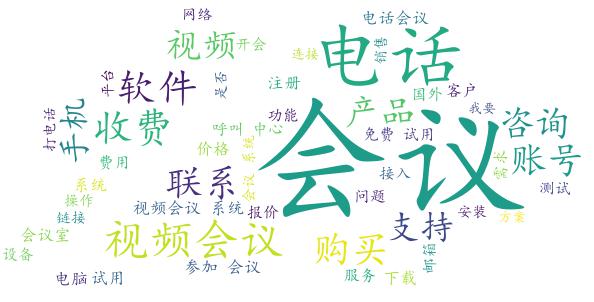 网络
电话会议
视频
开会
电话
销售
连接
平台
软件
是否
注册
国外
客户
产品
我要
打电话
手机
收费
功能
会议
咨询
呼叫 中心
免费 试用
费用
价格
会议 系统
账号
需求
联系
接入
测试
系统
操作
问题
视频会议 系统
报价
安装
方案
链接
支持
会议室
视频会议
购买
邮箱
设备
参加 会议
电脑
试用
服务
下载